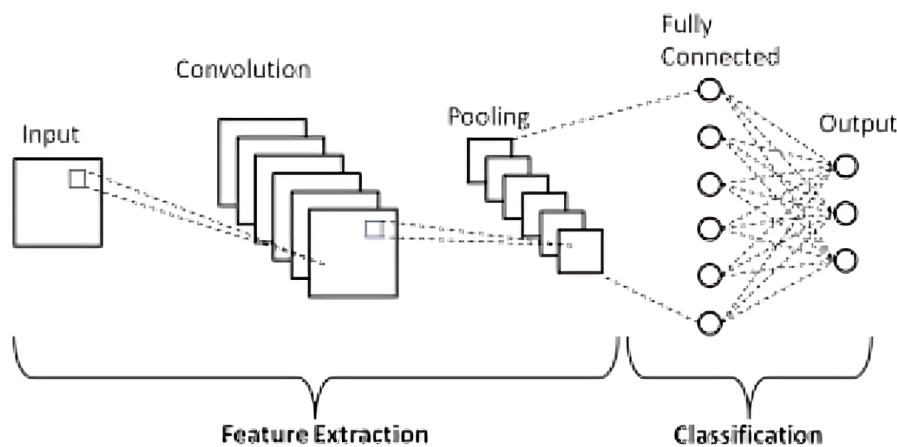 Fully
Connected
Convolution
Pooling
Input
Output
Feature Extraction
Classification